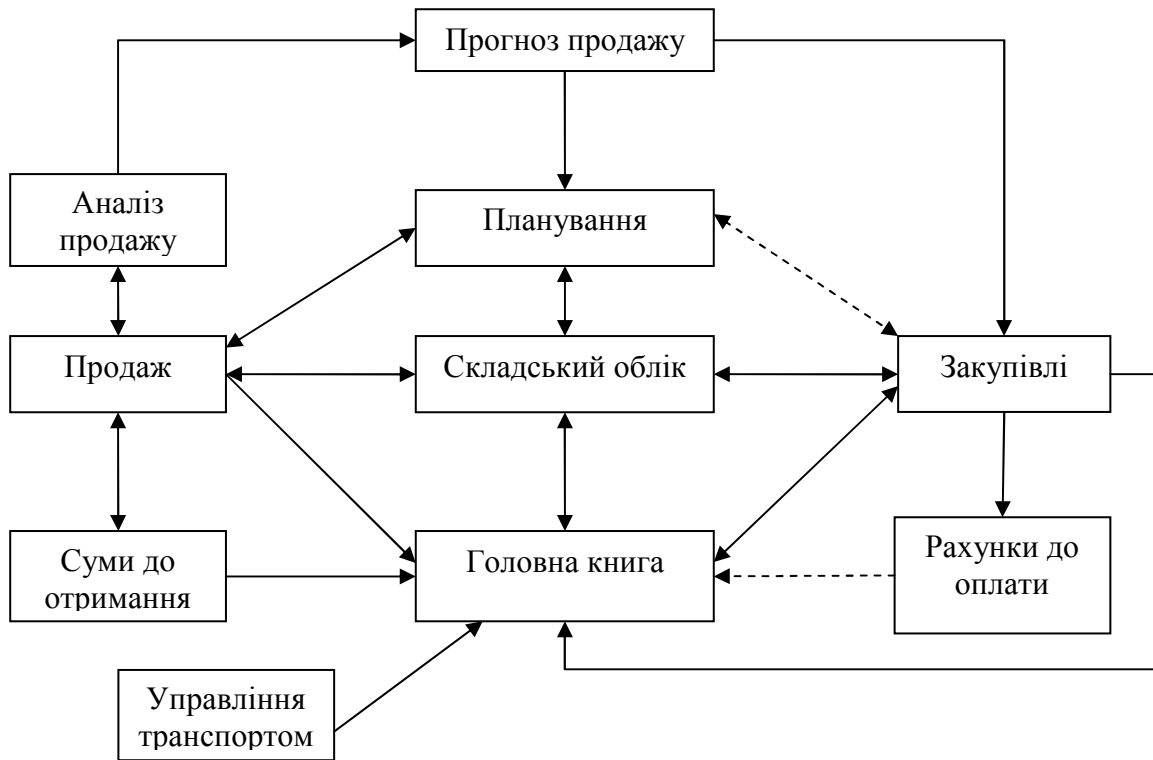 Прогноз продажу
Аналіз
продажу
Планування
Продаж
Складський облік
Закупівлі
Суми до
отримання
Головна книга
Рахунки до
оплати
Управління
транспортом